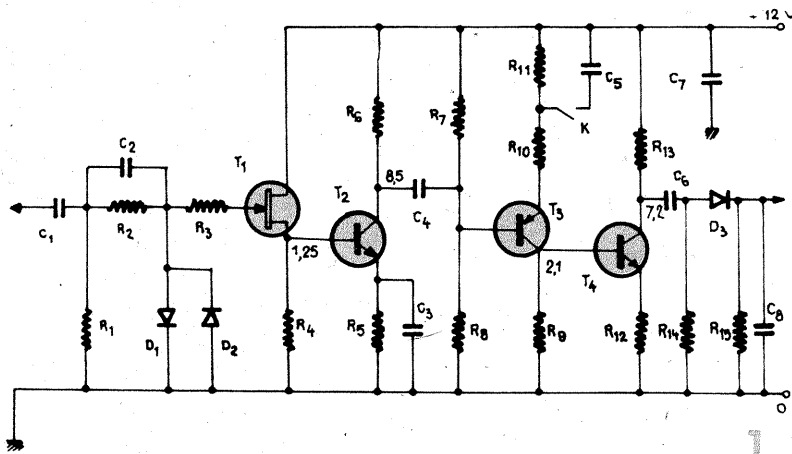 + 12 V
R11
C5
C7
R6
R7
K
C2
R10
R13
T1
8,5
C6
T2
T3
C4
7,2
D3
C1
R2
R3
1,25
2,1
T4
R1
D1
D2
R4
R5
C3
R8
R9
R12
R14
R15
C8
0
1